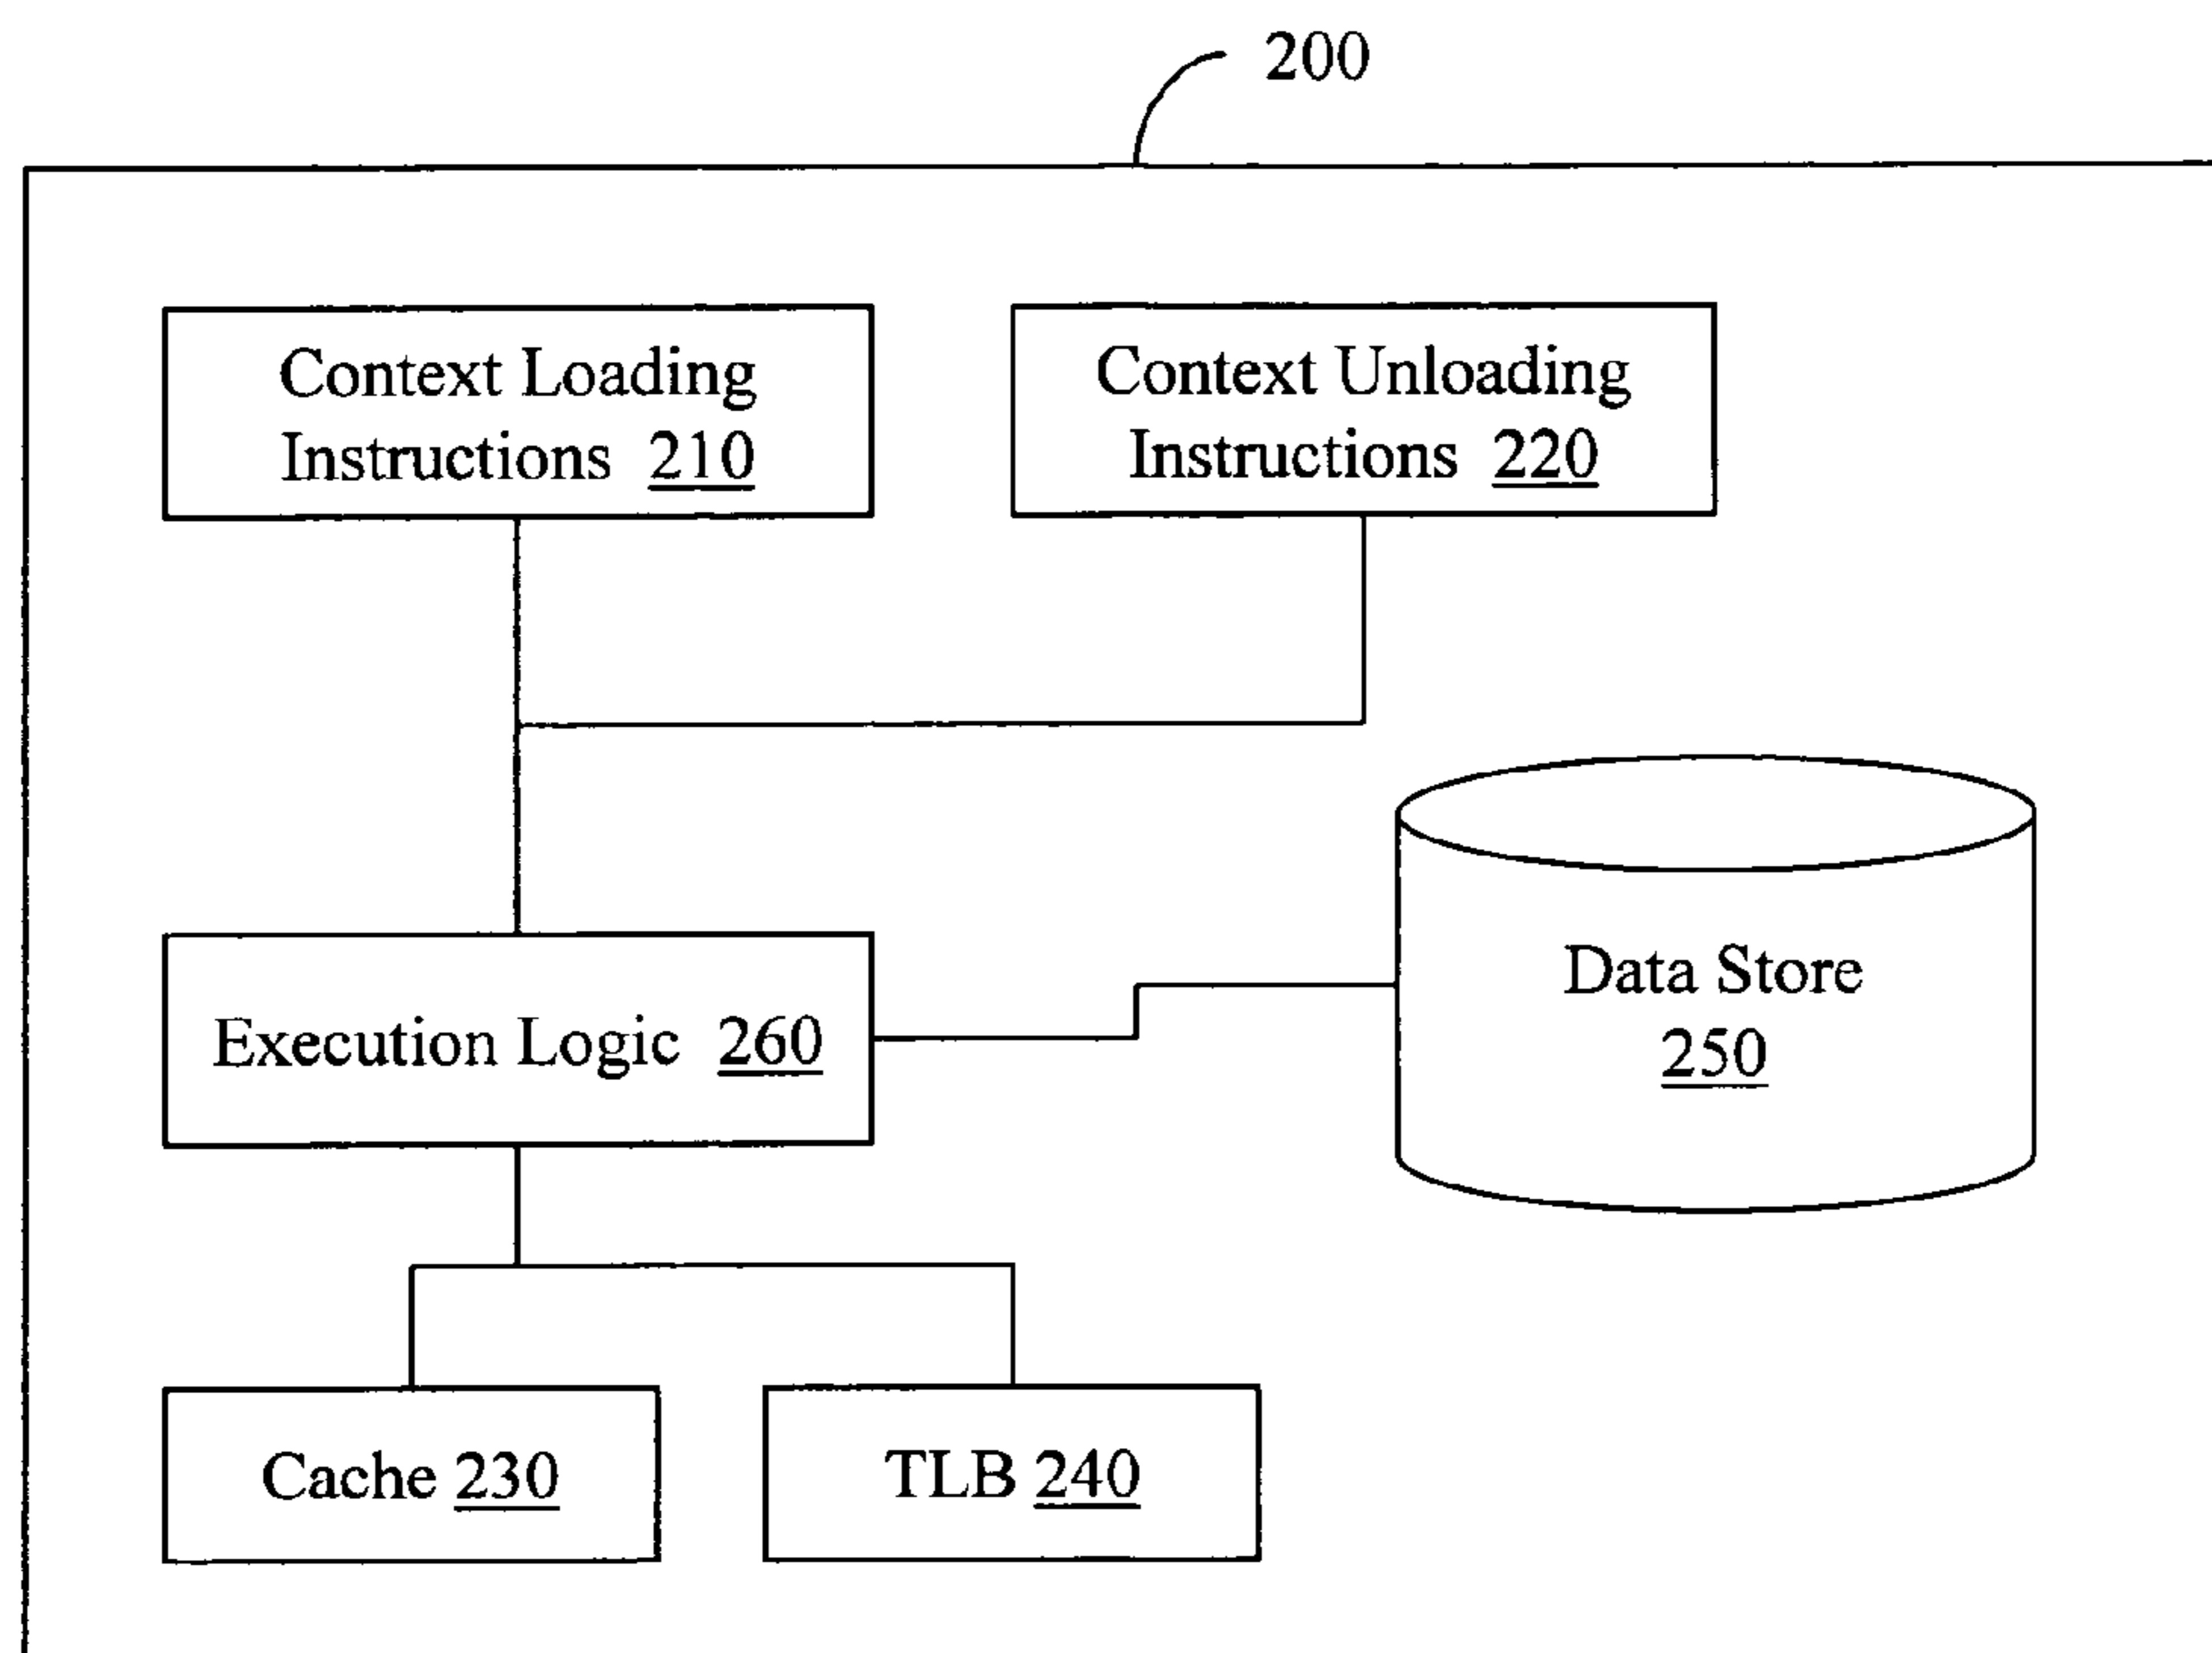 200
Context Loading
Instructions 210
Context Unloading
Instructions 220
Data Store
250
Execution Logic 260
Cache 230
TLB 240